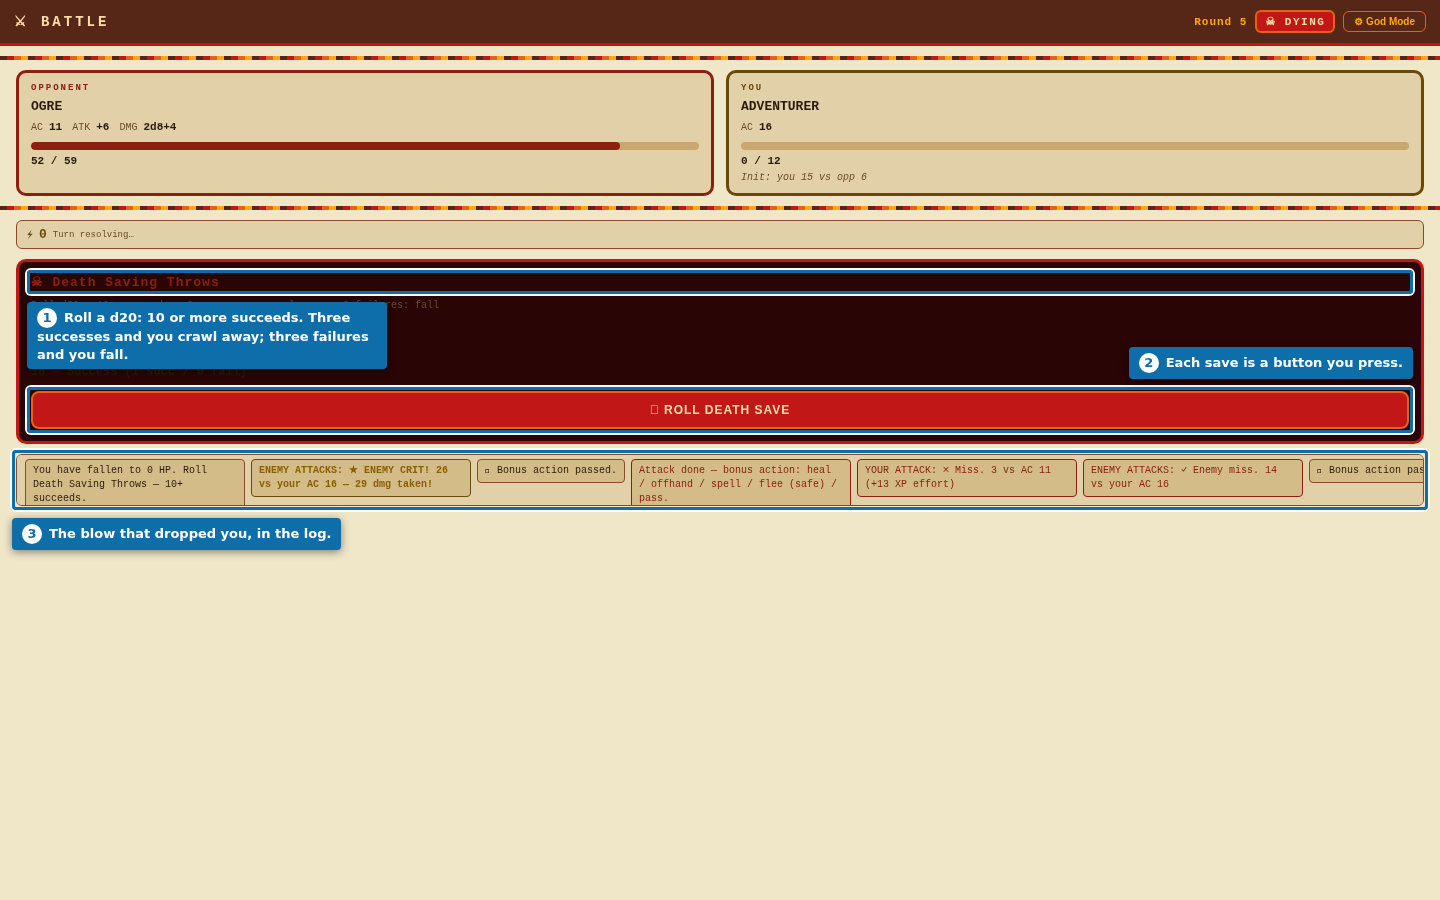 ⚔ BATTLE
Round 5 ☠ DYING ⚙ God Mode
OPPONENT
OGRE
AC 11 ATK +6 DMG 2d8+4
52 / 59
YOU
ADVENTURER
AC 16
0 / 12
Init: you 15 vs opp 6
⚡ 0 Turn resolving…
☠ Death Saving Throws
fall
1 Roll a d20: 10 or more succeeds. Three
successes and you crawl away; three failures
and you fall.
2 Each save is a button you press.
ROLL DEATH SAVE
You have fallen to 0 HP. Roll
Death Saving Throws — 10+
succeeds.
ENEMY ATTACKS: ★ ENEMY CRIT! 26
vs your AC 16 — 29 dmg taken!
Bonus action passed.
Attack done — bonus action: heal
/ offhand / spell / flee (safe) /
pass.
YOUR ATTACK: ✕ Miss. 3 vs AC 11
(+13 XP effort)
ENEMY ATTACKS: ✓ Enemy miss. 14
vs your AC 16
Bonus action pas
3 The blow that dropped you, in the log.